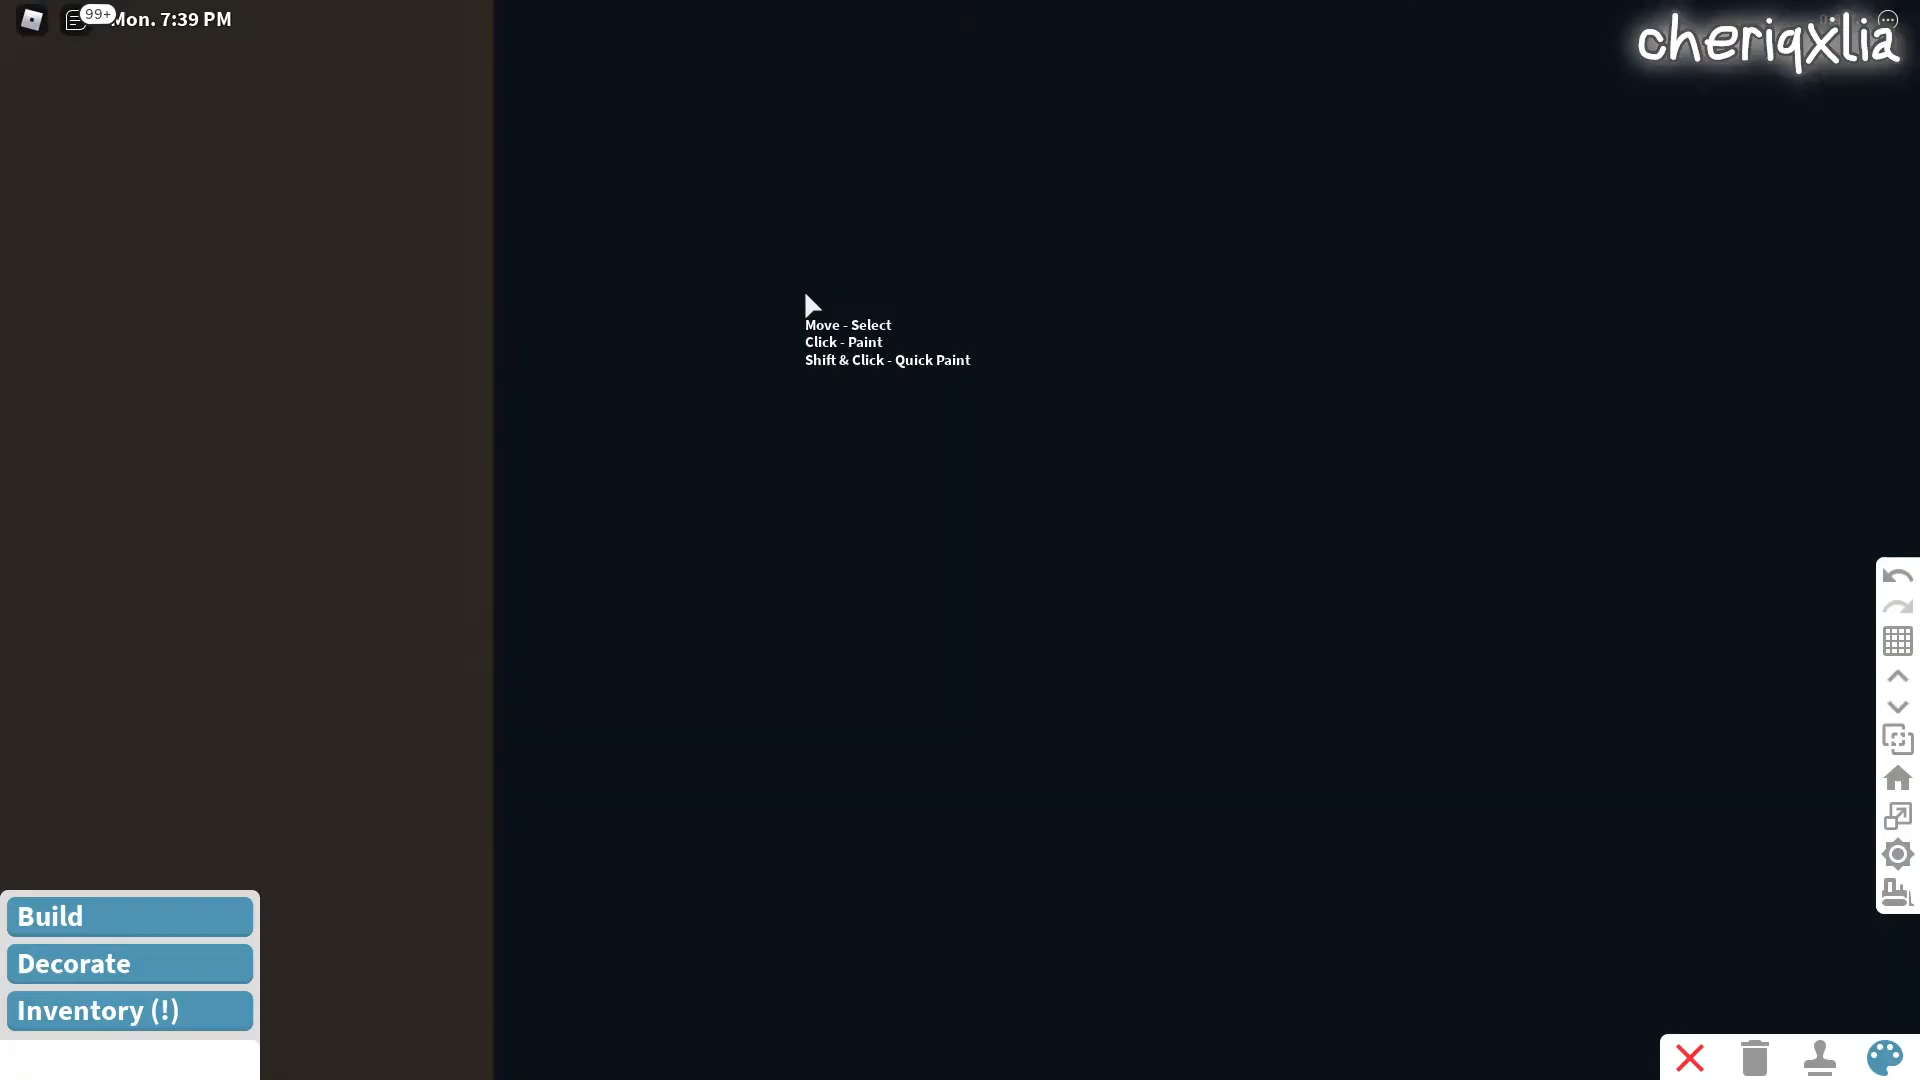 99+
Mon. 7:39 PM
cheriqxlia
Move - Select
Click - Paint
Shift & Click - Quick Paint
Build
Decorate
Inventory (!)